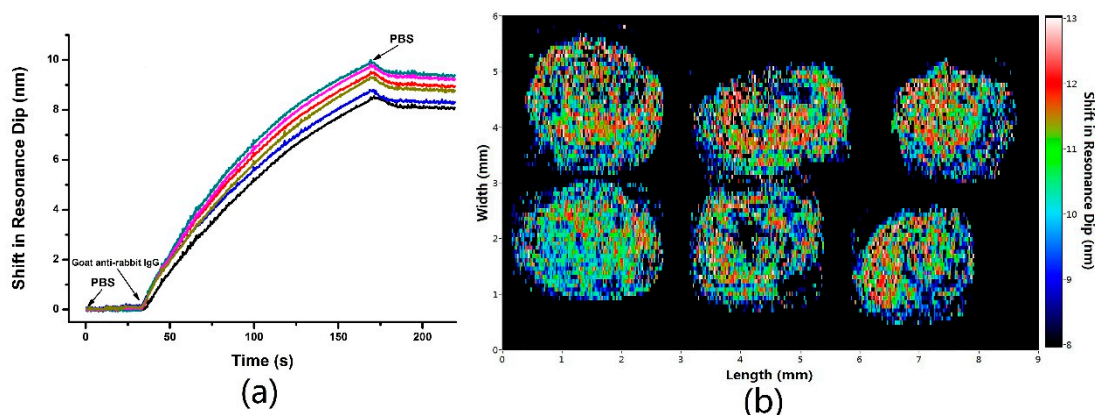 PBS
Goat anti-rabbit IgG
PBS
Shift in Resonance Dip (nm)
10
8
6
4
2
0
0 50 100 150 200
Time (s)
(a)
6
5
4
3
2
1
0
Width (mm)
0 1 2 3 4 5 6 7 8 9
Length (mm)
(b)
13
12
11
10
9
8
Shift in Resonance Dip (nm)